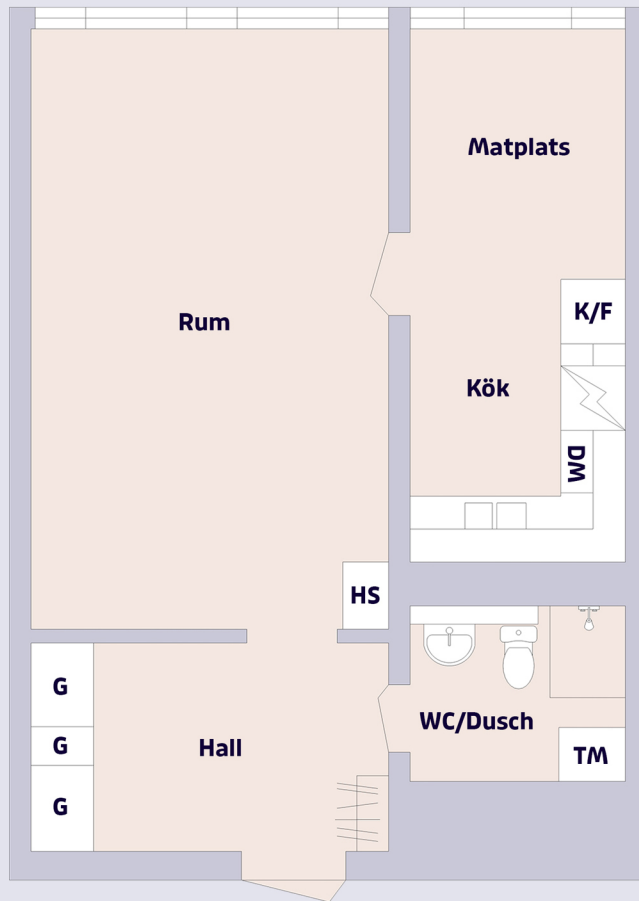 Matplats
K/F
Rum
Kök
DM
HS
G
WC/Dusch
G
Hall
TM
G